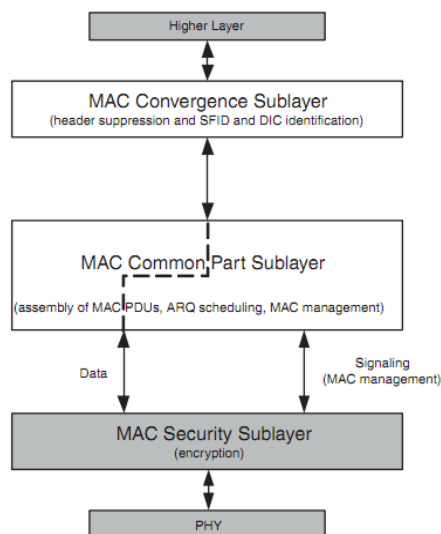 Higher Layer
MAC Convergence Sublayer
(header suppression and SFID and DIC identification)
MAC Common Part Sublayer
(assembly of MAC PDUs, ARQ scheduling, MAC management)
Data
Signaling
(MAC management)
MAC Security Sublayer
(encryption)
PHY